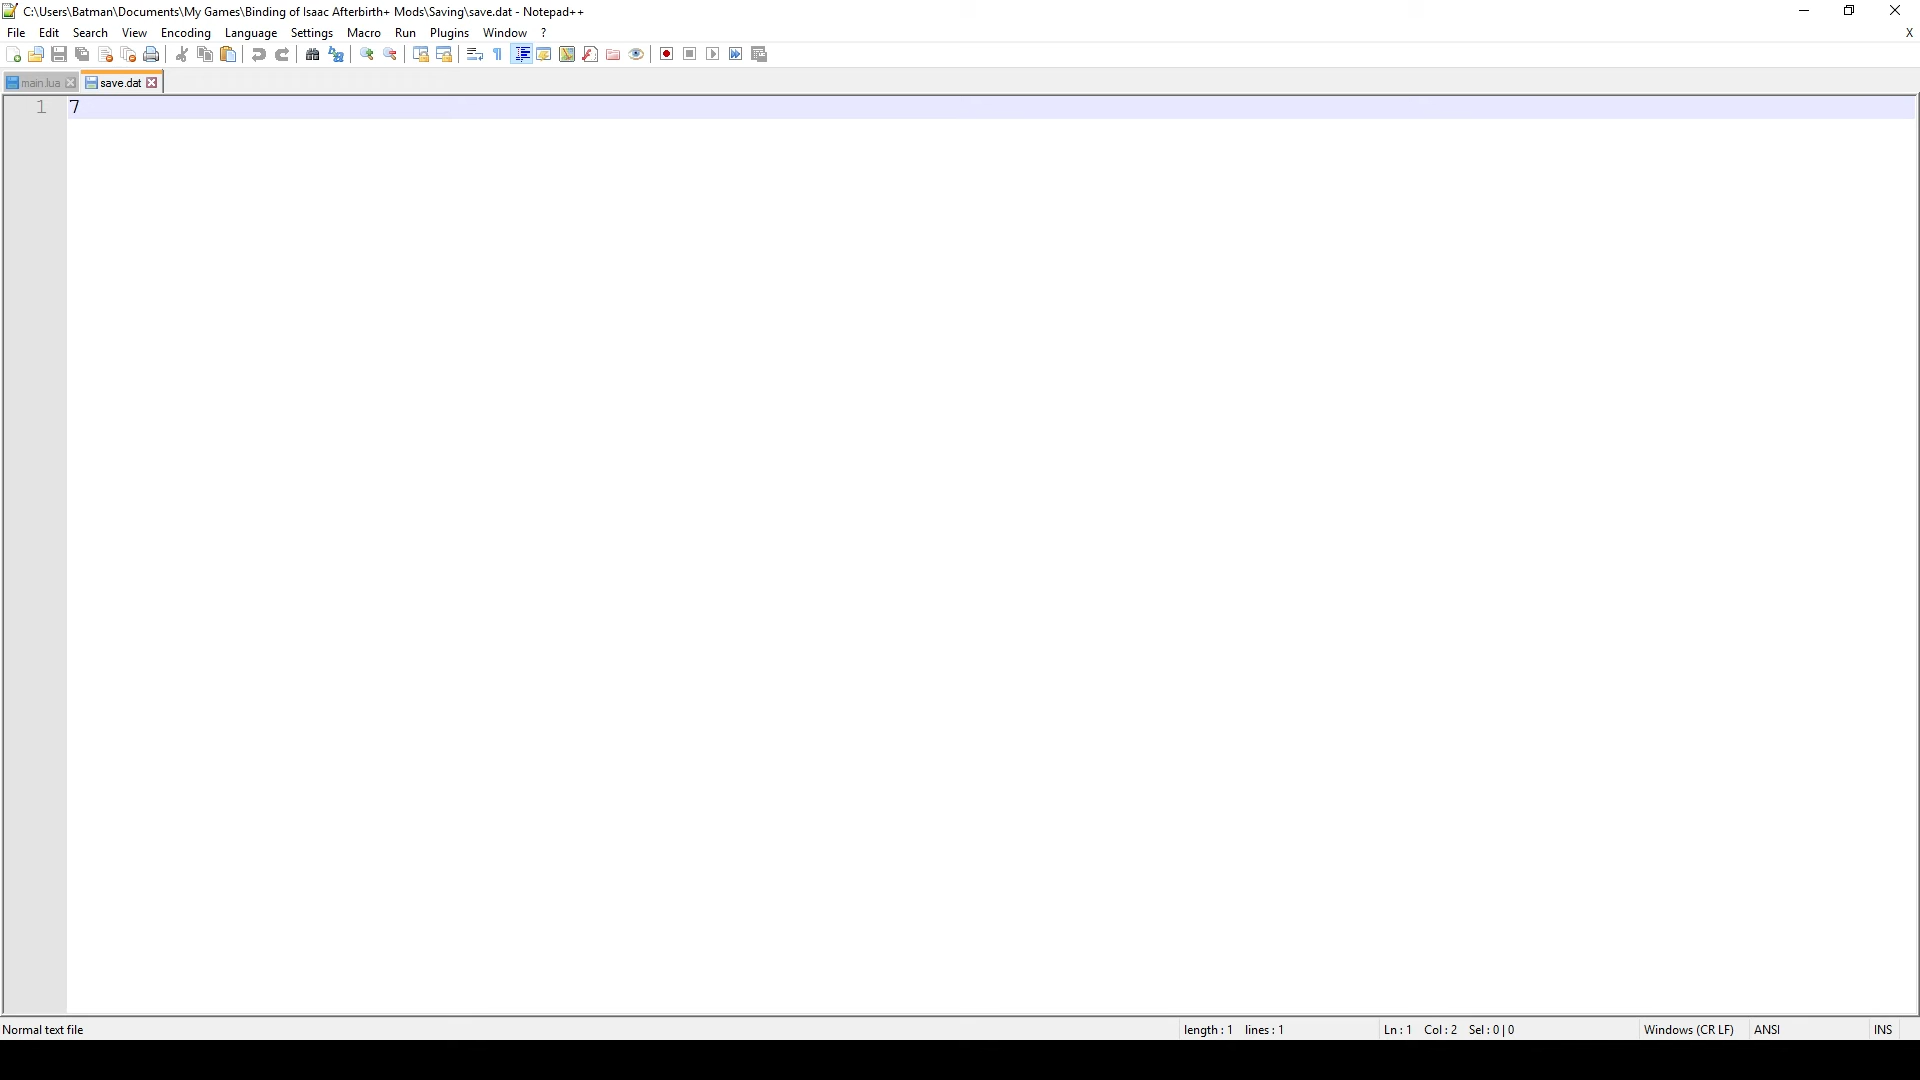 C:\Users\Batman\Documents\My Games\Binding of Isaac Afterbirth+ Mods\Saving\save.dat - Notepad++
File Edit Search View Encoding Language Settings Macro Run Plugins Window ? X
main.lua save.dat
1 7
Normal text file length : 1 lines : 1 Ln : 1 Col : 2 Sel : 0 | 0 Windows (CR LF) ANSI INS